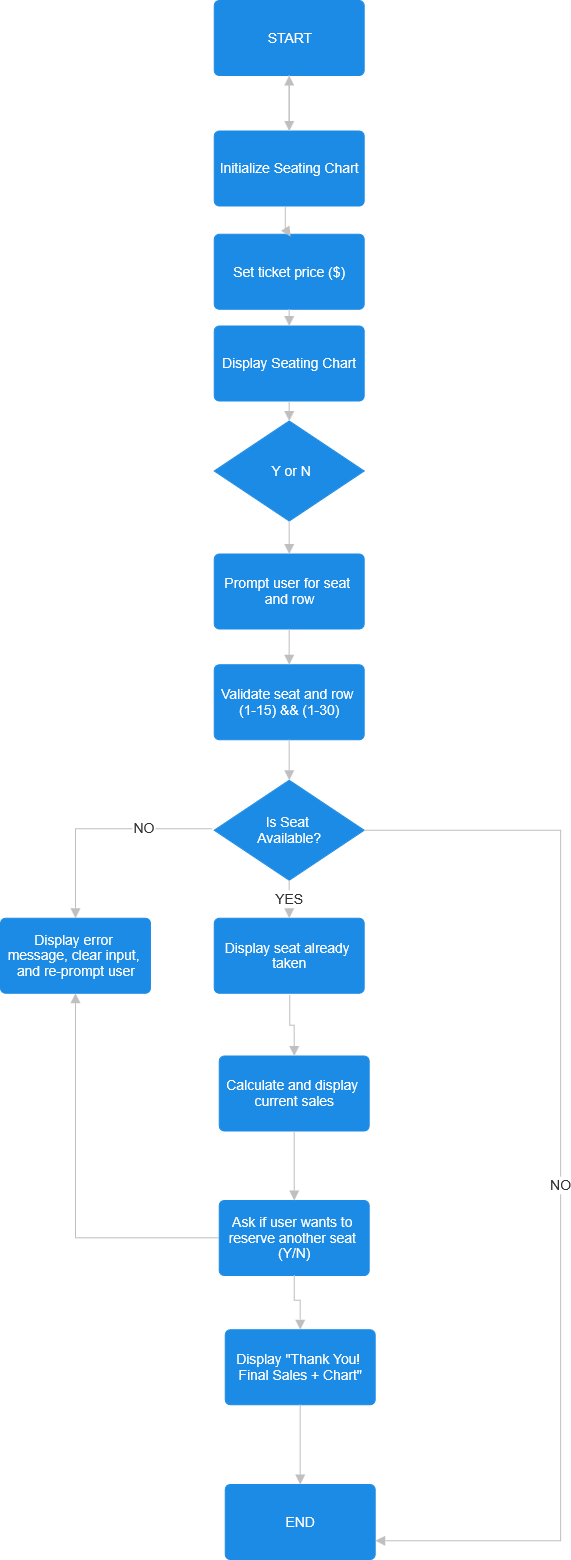 START
Initialize Seating Chart
Set ticket price ($)
Display Seating Chart
Y or N
Prompt user for seat
and row
Validate seat and row
(1-15) && (1-30)
Is Seat
Available?
NO
YES
Display error
message, clear input,
and re-prompt user
Display seat already
taken
Calculate and display
current sales
NO
Ask if user wants to
reserve another seat
(Y/N)
Display "Thank You!
Final Sales + Chart"
END